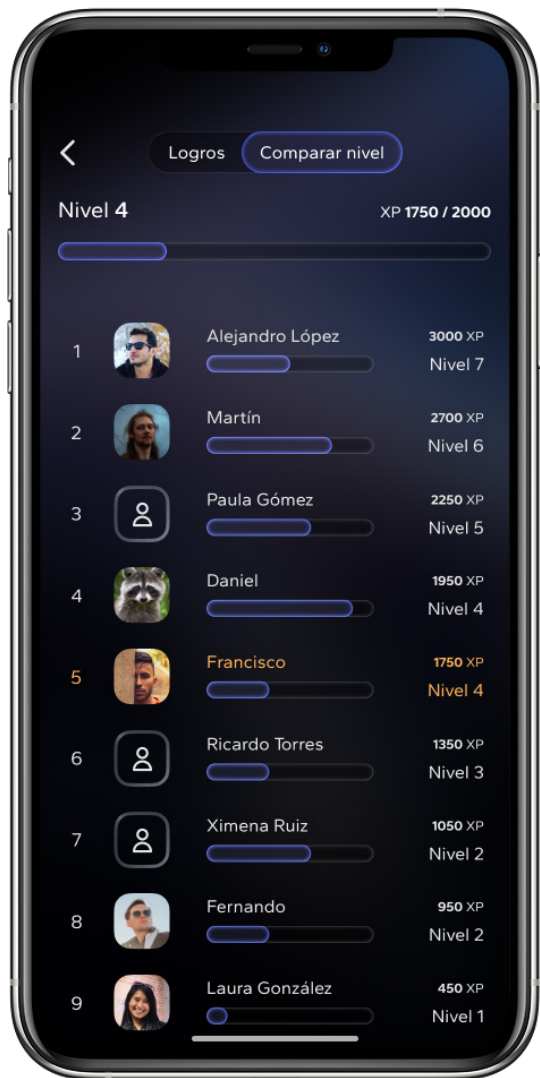 Logros
Comparar nivel
Nivel 4
XP 1750 / 2000
1
Alejandro López
3000 XP
Nivel 7
2
Martín
2700 XP
Nivel 6
3
Paula Gómez
2250 XP
Nivel 5
4
Daniel
1950 XP
Nivel 4
5
Francisco
1750 XP
Nivel 4
6
Ricardo Torres
1350 XP
Nivel 3
7
Ximena Ruiz
1050 XP
Nivel 2
8
Fernando
950 XP
Nivel 2
9
Laura González
450 XP
Nivel 1